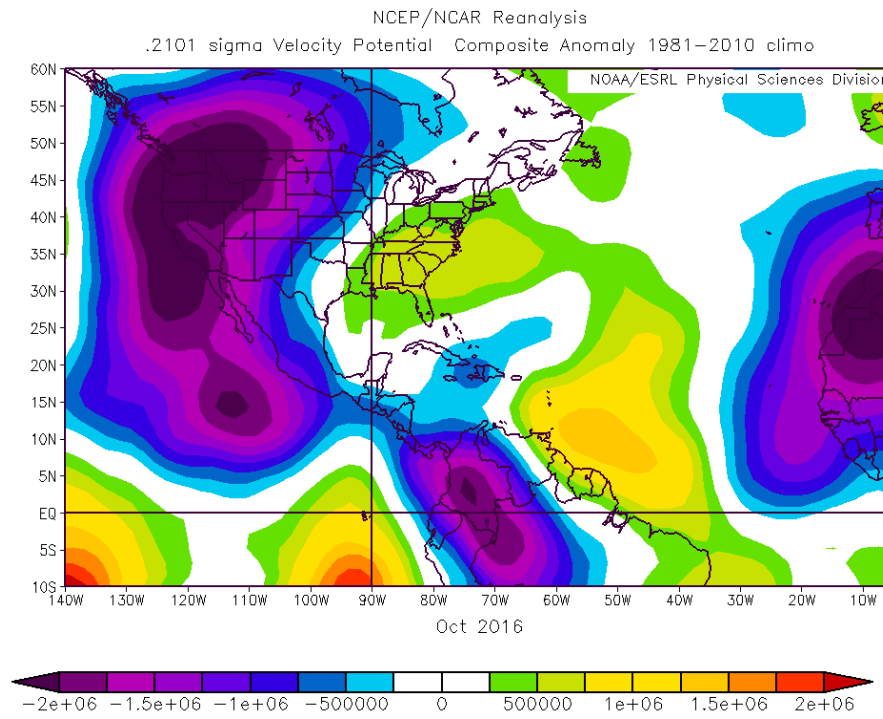 NCEP/NCAR Reanalysis
.2101 sigma Velocity Potential Composite Anomaly 1981-2010 climo
NOAA/ESRL Physical Sciences Division
60N
55N
50N
45N
40N
35N
30N
25N
20N
15N
10N
5N
EQ
5S
10S
140W 130W 120W 110W 100W 90W 80W 70W 60W 50W 40W 30W 20W 10W
Oct 2016
-2e+06 -1.5e+06 -1e+06 -500000 0 500000 1e+06 1.5e+06 2e+06